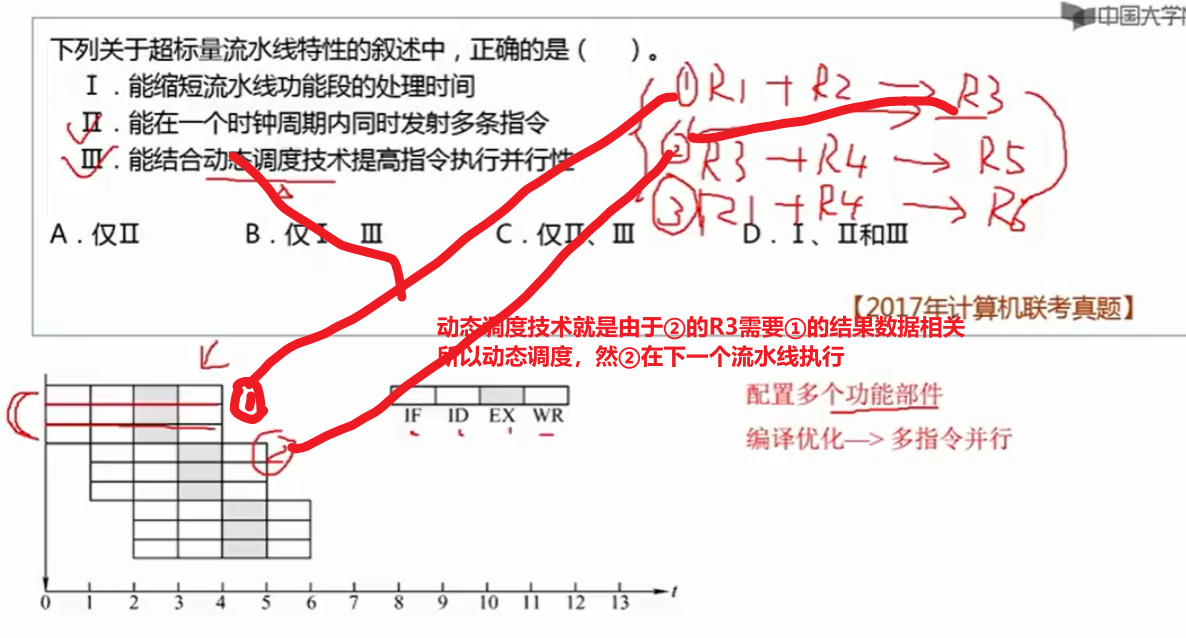 中国大学
下列关于超标量流水线特性的叙述中，正确的是（　　）。
Ⅰ．能缩短流水线功能段的处理时间
Ⅱ．能在一个时钟周期内同时发射多条指令
Ⅲ．能结合动态调度技术提高指令执行并行性
① R1 + R2 → R3
② R3 → + R4 → R5
③ R1 + R4 → R6
A．仅Ⅱ　　B．仅Ⅰ、Ⅲ　　C．仅Ⅱ、Ⅲ　　D．Ⅰ、Ⅱ和Ⅲ
【2017年计算机联考真题】
动态调度技术就是由于②的R3需要①的结果数据相关
所以动态调度，然②在下一个流水线执行
① ②
IF ID EX WR
配置多个功能部件
编译优化—> 多指令并行
0 1 2 3 4 5 6 7 8 9 10 11 12 13 t